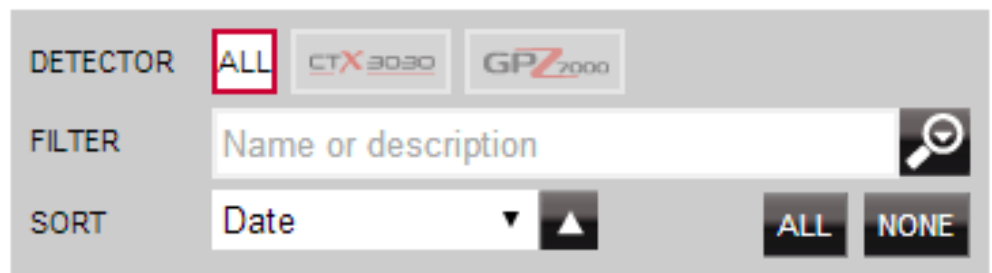 DETECTOR ALL CTX 3030 GPZ 7000
FILTER Name or description
SORT Date ALL NONE